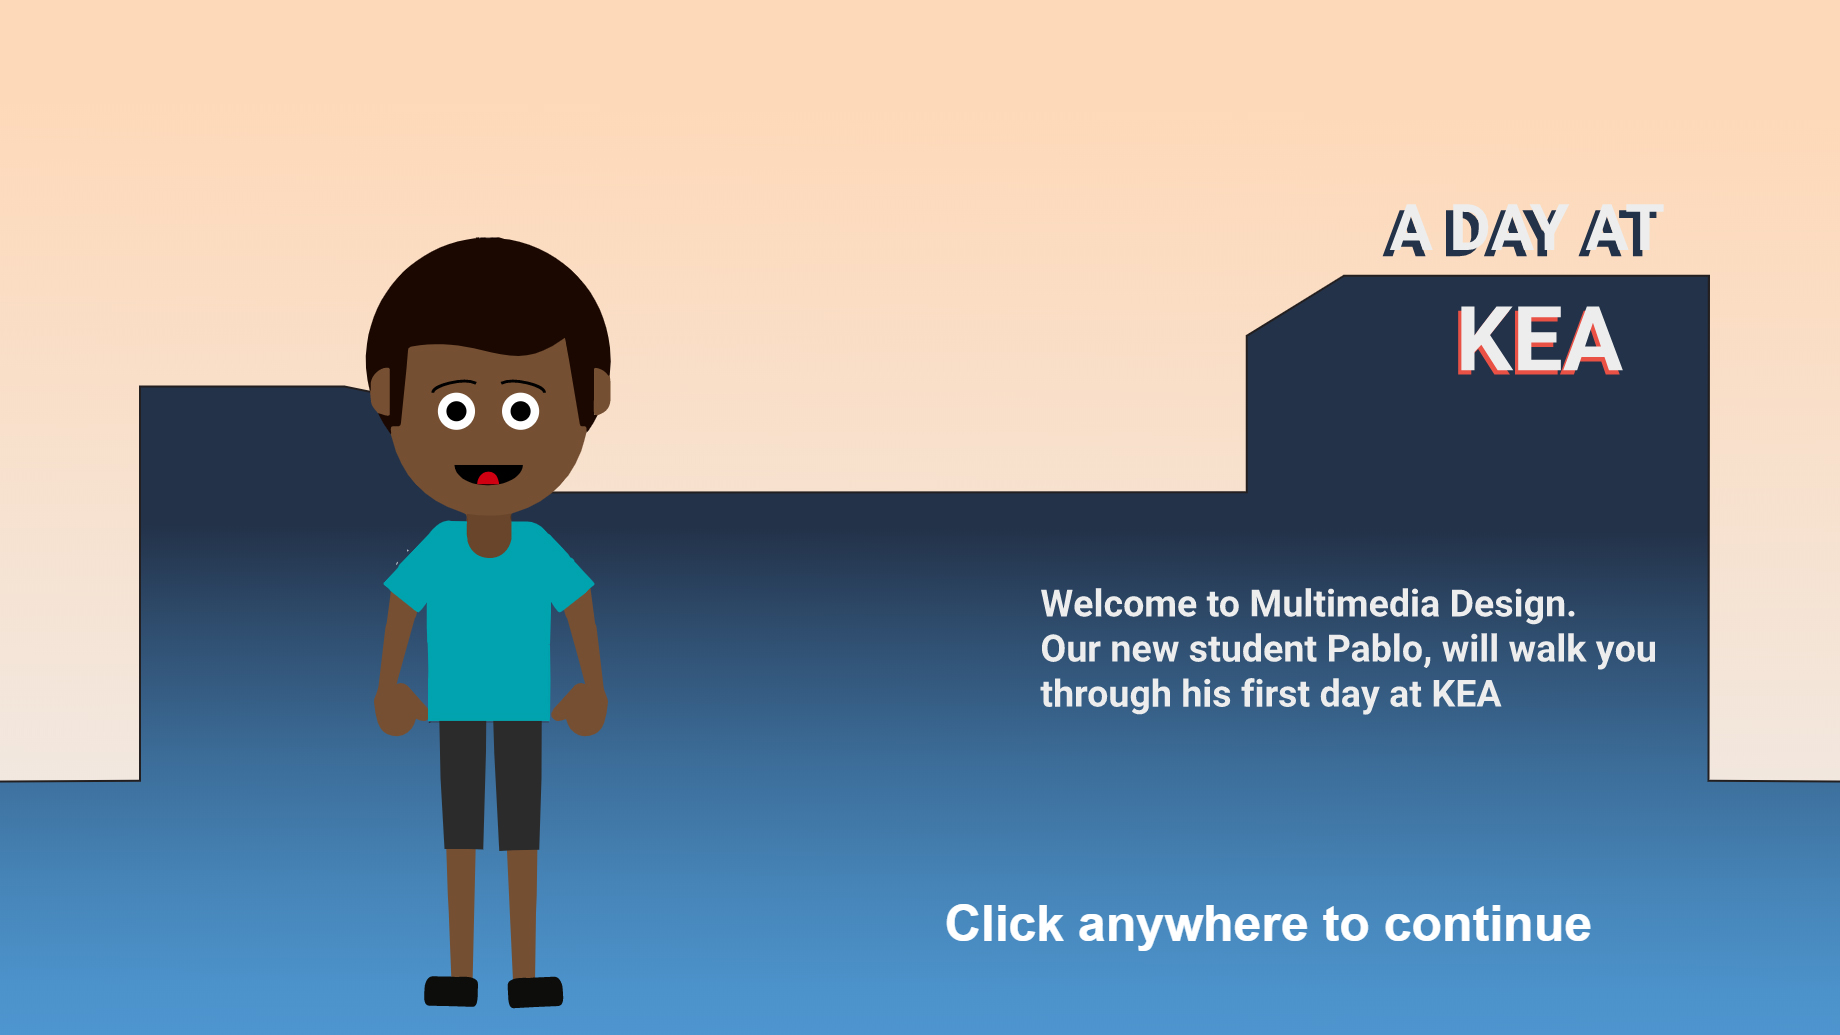 A DAY AT
KEA
Welcome to Multimedia Design.
Our new student Pablo, will walk you
through his first day at KEA
Click anywhere to continue